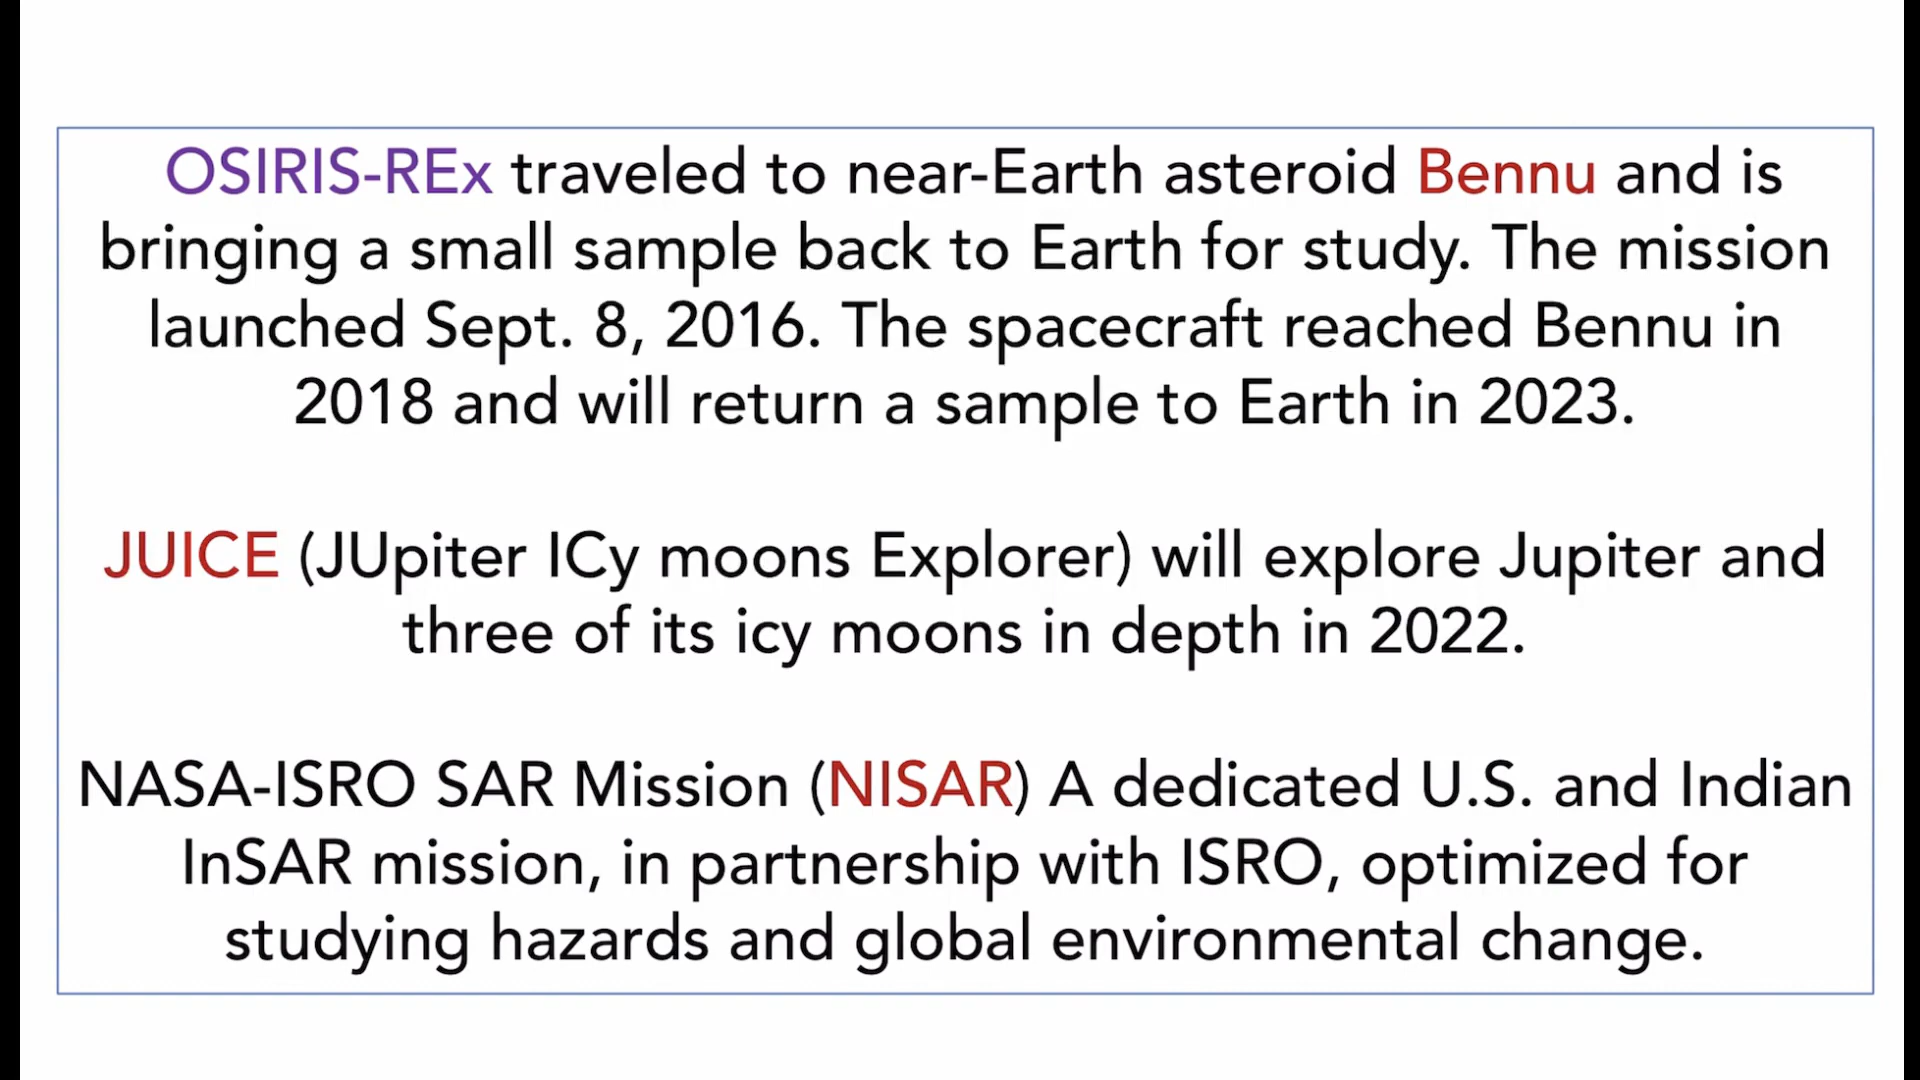 OSIRIS-REx traveled to near-Earth asteroid Bennu and is
bringing a small sample back to Earth for study. The mission
launched Sept. 8, 2016. The spacecraft reached Bennu in
2018 and will return a sample to Earth in 2023.
JUICE (JUpiter ICy moons Explorer) will explore Jupiter and
three of its icy moons in depth in 2022.
NASA-ISRO SAR Mission (NISAR) A dedicated U.S. and Indian
InSAR mission, in partnership with ISRO, optimized for
studying hazards and global environmental change.